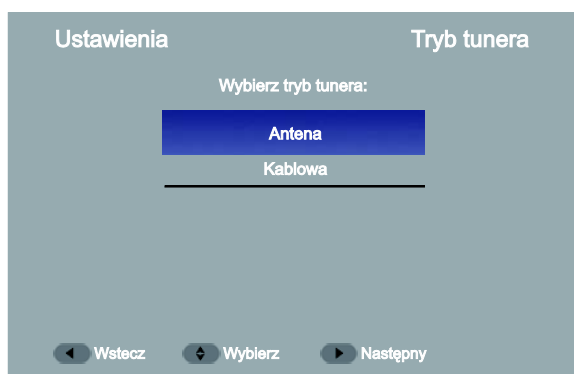 Ustawienia Tryb tunera
Wybierz tryb tunera:
Antena
Kablowa
Wstecz Wybierz Następny